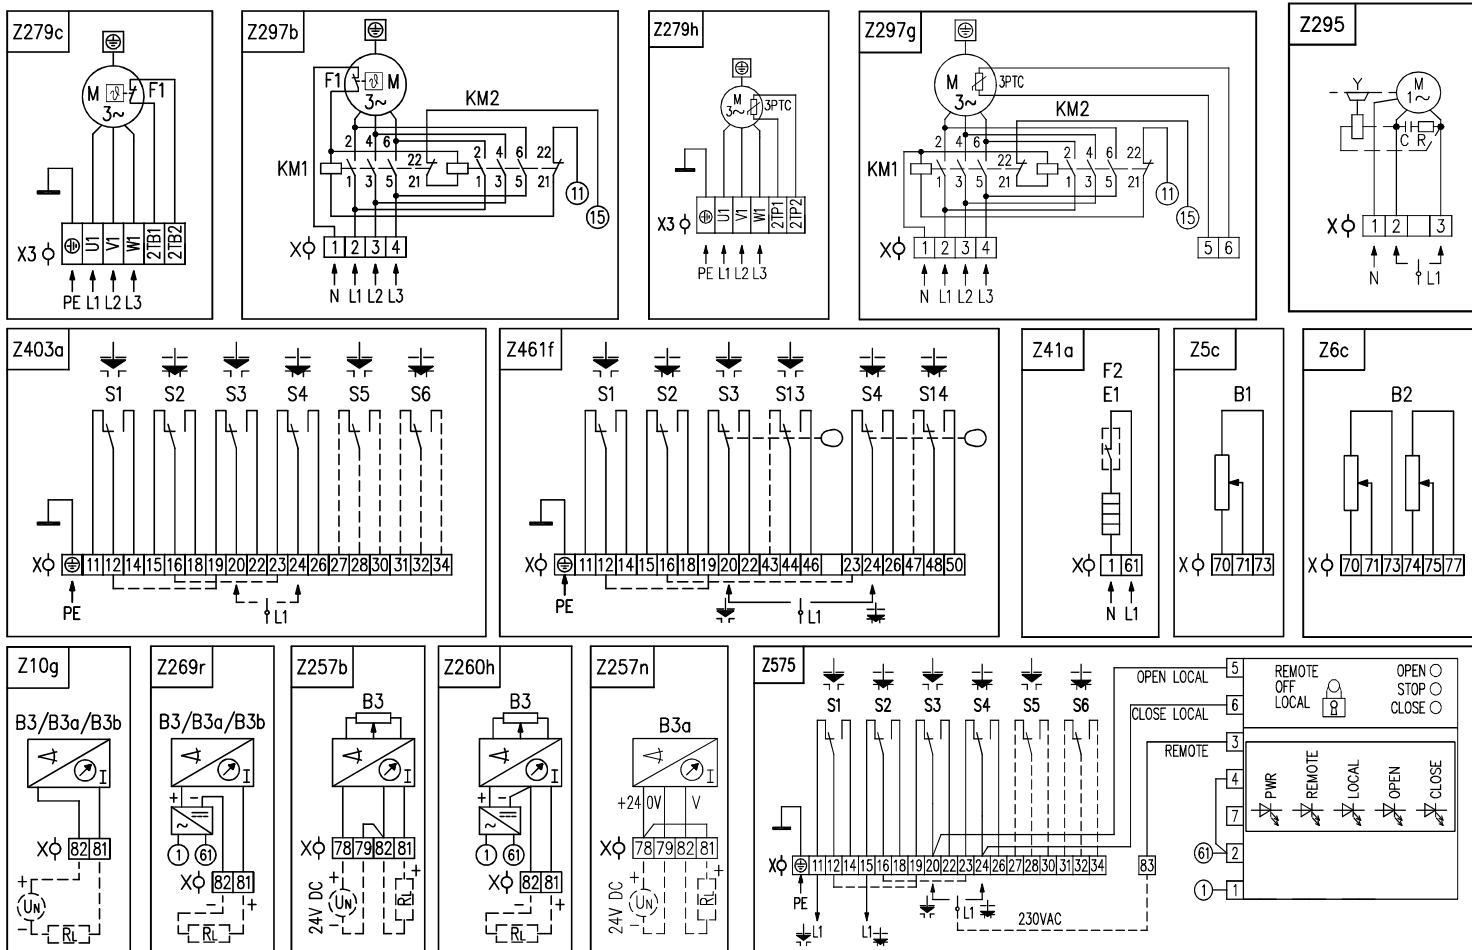 Z279c
M
ϑ
F1
3~
X3
U1 V1 W1 2TB1 2TB2
PE L1 L2 L3
Z297b
F1 ϑ M
3~
KM2
2 4 6 2 4 6 22
22
KM1
1 3 5 21 1 3 5 21
11
15
X 1 2 3 4
N L1 L2 L3
Z279h
M
3~ 3PTC
X3
U1 V1 W1 2TP1 2TP2
PE L1 L2 L3
Z297g
M 3PTC
3~
KM2
2 4 6 2 4 6 22
22
KM1
1 3 5 21 1 3 5 21
11
15
X 1 2 3 4 5 6
N L1 L2 L3
Z295
Y M
1~
C R
X 1 2 3
N L1
Z403a
S1 S2 S3 S4 S5 S6
X 11 12 14 15 16 18 19 20 22 23 24 26 27 28 30 31 32 34
PE L1
Z461f
S1 S2 S3 S13 S4 S14
X 11 12 14 15 16 18 19 20 22 43 44 46 23 24 26 47 48 50
PE L1
Z41a
F2
E1
X 1 61
N L1
Z5c
B1
X 70 71 73
Z6c
B2
X 70 71 73 74 75 77
Z10g
B3/B3a/B3b
I
X 82 81
+
UN
−
RL
Z269r
B3/B3a/B3b
I
+ −
~
1 61
X 82 81
− +
RL
Z257b
B3
I
X 78 79 82 81
+ +
24V DC UN RL
− −
Z260h
B3
I
+ −
~
1 61
X 82 81
− +
RL
Z257n
B3a
I
+24 0V V
X 78 79 82 81
+ +
24V DC UN RL
− −
Z575
S1 S2 S3 S4 S5 S6
X 11 12 14 15 16 18 19 20 22 23 24 26 27 28 30 31 32 34 83
PE L1 L1 L1
230VAC
OPEN LOCAL 5
CLOSE LOCAL 6
REMOTE 3
4
7
61 2
1 1
REMOTE
OFF
LOCAL
OPEN
STOP
CLOSE
PWR
REMOTE
LOCAL
OPEN
CLOSE